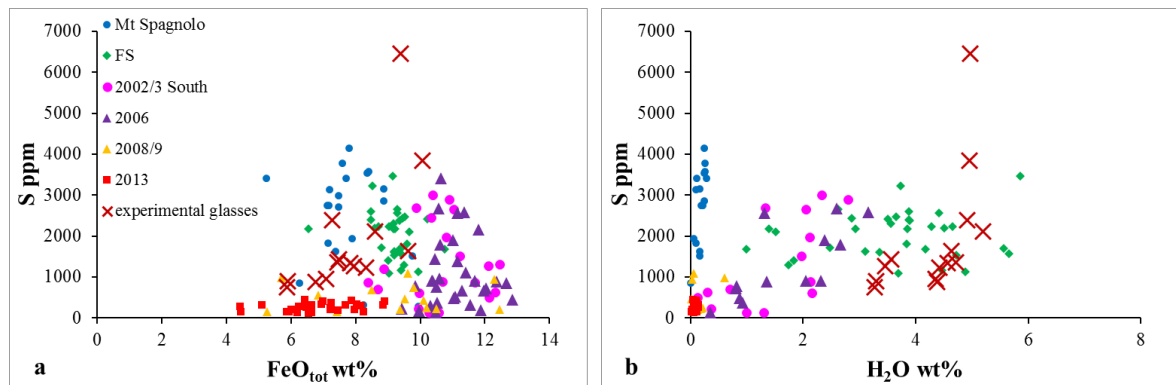 7000
6000
5000
4000
3000
2000
1000
0
S ppm
Mt Spagnolo
FS
2002/3 South
2006
2008/9
2013
experimental glasses
0 2 4 6 8 10 12 14
a
FeOtot wt%
7000
6000
5000
4000
3000
2000
1000
0
S ppm
0 2 4 6 8
b
H2O wt%